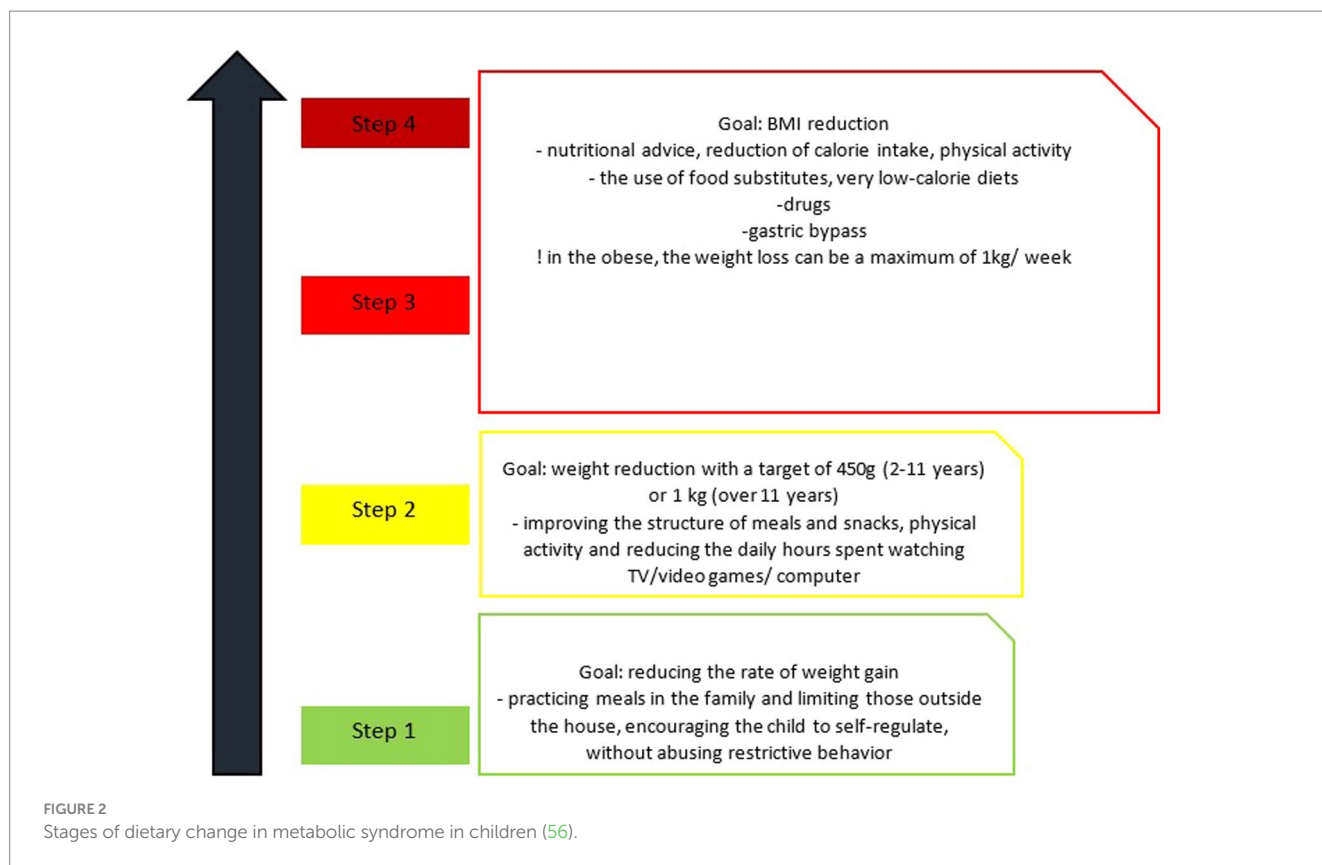 Step 4
Goal: BMI reduction
- nutritional advice, reduction of calorie intake, physical activity
- the use of food substitutes, very low-calorie diets
-drugs
-gastric bypass
! in the obese, the weight loss can be a maximum of 1kg/ week
Step 3
Step 2
Goal: weight reduction with a target of 450g (2-11 years)
or 1 kg (over 11 years)
- improving the structure of meals and snacks, physical
activity and reducing the daily hours spent watching
TV/video games/ computer
Step 1
Goal: reducing the rate of weight gain
- practicing meals in the family and limiting those outside
the house, encouraging the child to self-regulate,
without abusing restrictive behavior
FIGURE 2
Stages of dietary change in metabolic syndrome in children (56).